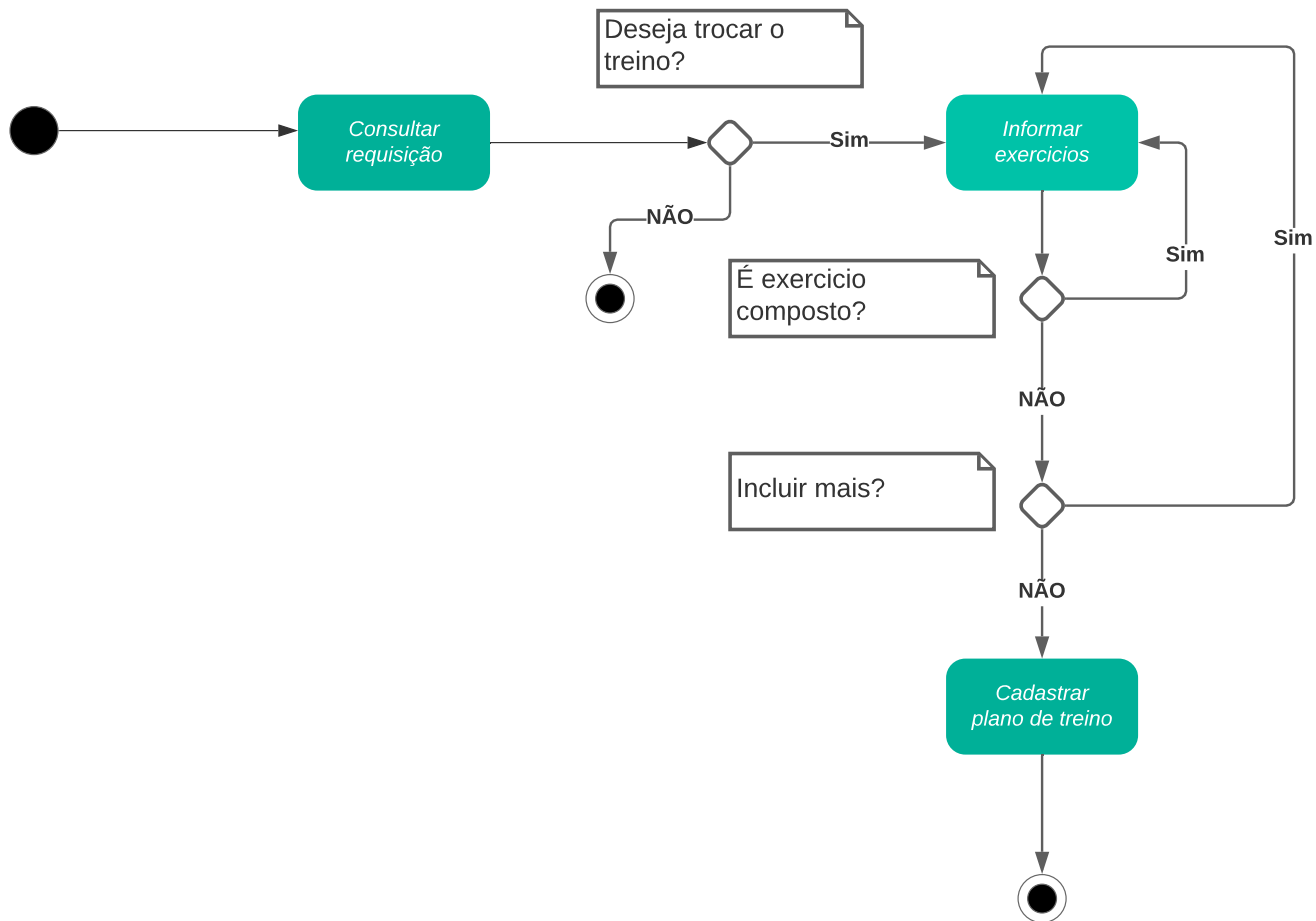 Deseja trocar o
treino?
Consultar
requisição
Sim
Informar
exercicios
NÃO
Sim
Sim
É exercicio
composto?
NÃO
Incluir mais?
NÃO
Cadastrar
plano de treino